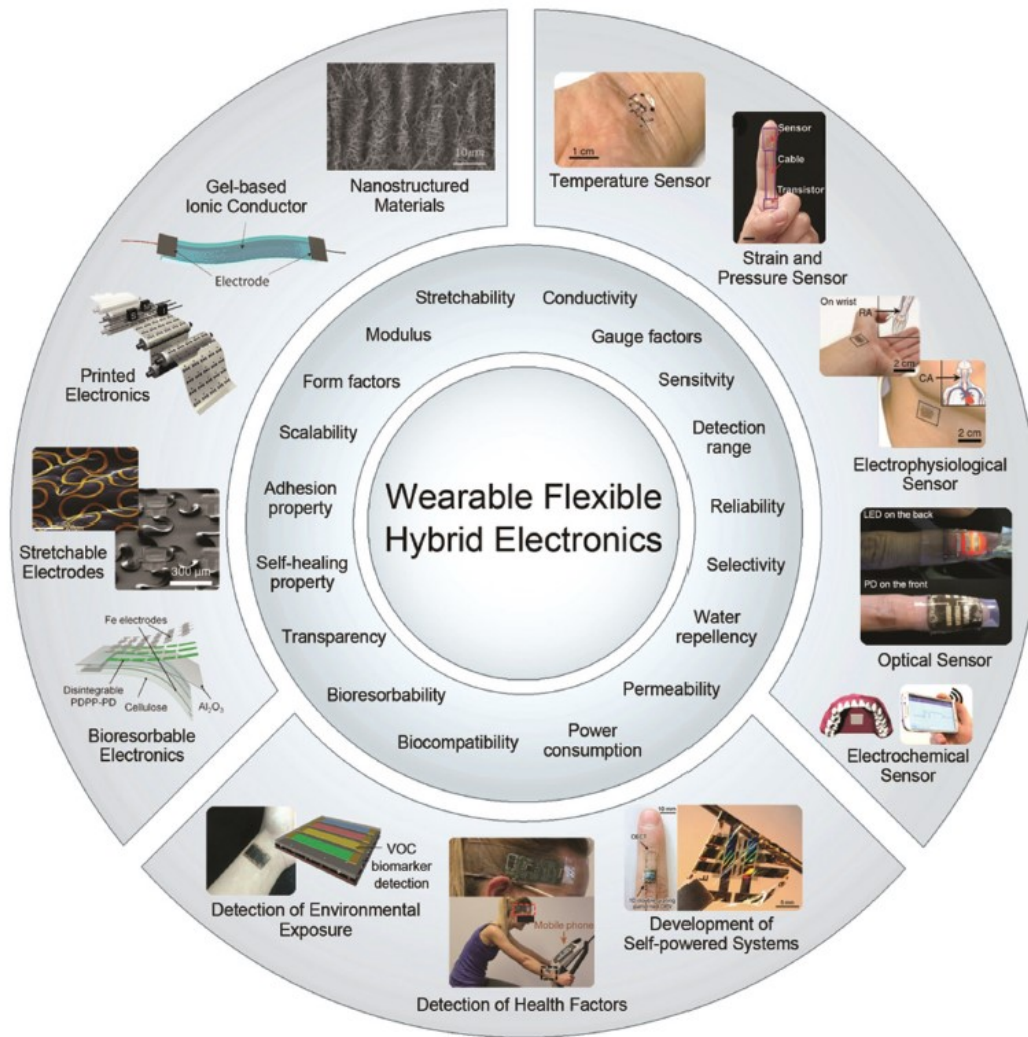 10μm
Nanostructured
Materials
Gel-based
Ionic Conductor
Electrode
Printed
Electronics
300 μm
Stretchable
Electrodes
Fe electrodes
Disintegrable
PDPP-PD
Cellulose
Al₂O₃
Bioresorbable
Electronics
1 cm
Temperature Sensor
Sensor
Cable
Transistor
Strain and
Pressure Sensor
On wrist
RA
2 cm
CA
2 cm
Electrophysiological
Sensor
LED on the back
PD on the front
Optical Sensor
Electrochemical
Sensor
Stretchability
Conductivity
Modulus
Gauge factors
Form factors
Sensitvity
Scalability
Detection
range
Adhesion
property
Reliability
Self-healing
property
Selectivity
Transparency
Water
repellency
Bioresorbability
Permeability
Biocompatibility
Power
consumption
Wearable Flexible
Hybrid Electronics
VOC
biomarker
detection
Detection of Environmental
Exposure
Mobile phone
Detection of Health Factors
10 mm
OECT
5 mm
Development of
Self-powered Systems